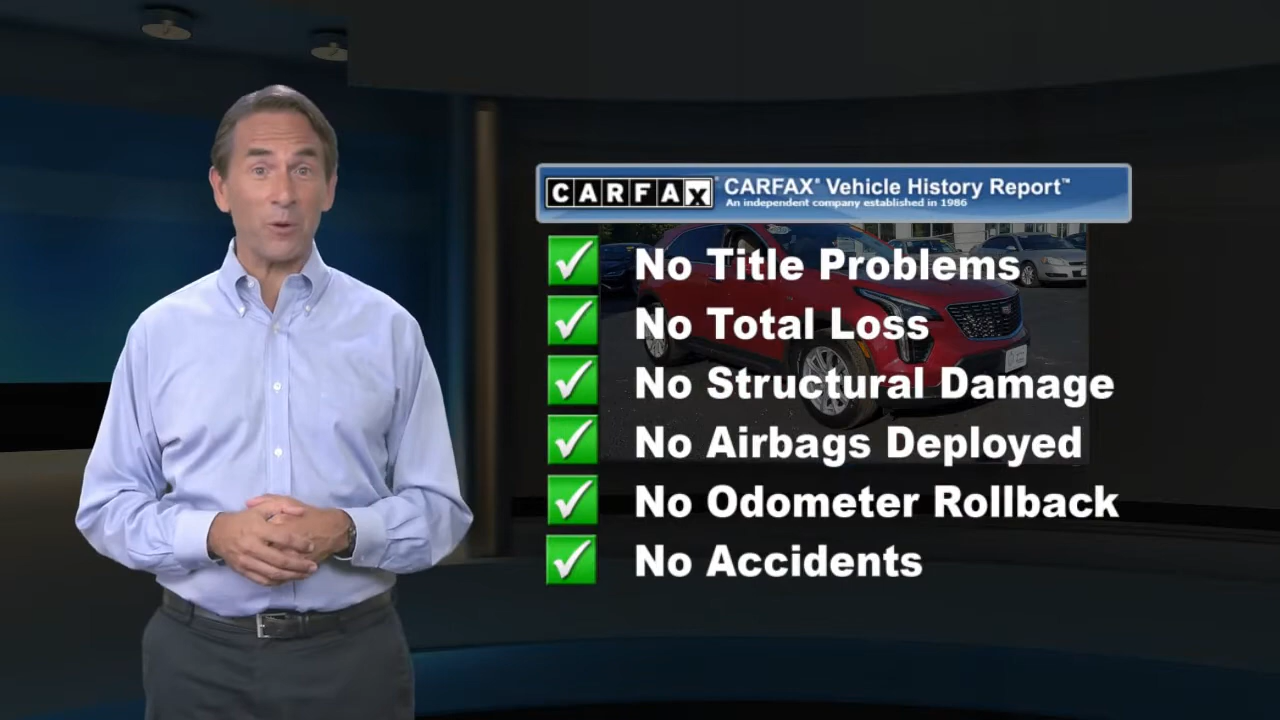 CARFAX® CARFAX® Vehicle History Report™
An independent company established in 1986
No Title Problems
No Total Loss
No Structural Damage
No Airbags Deployed
No Odometer Rollback
No Accidents